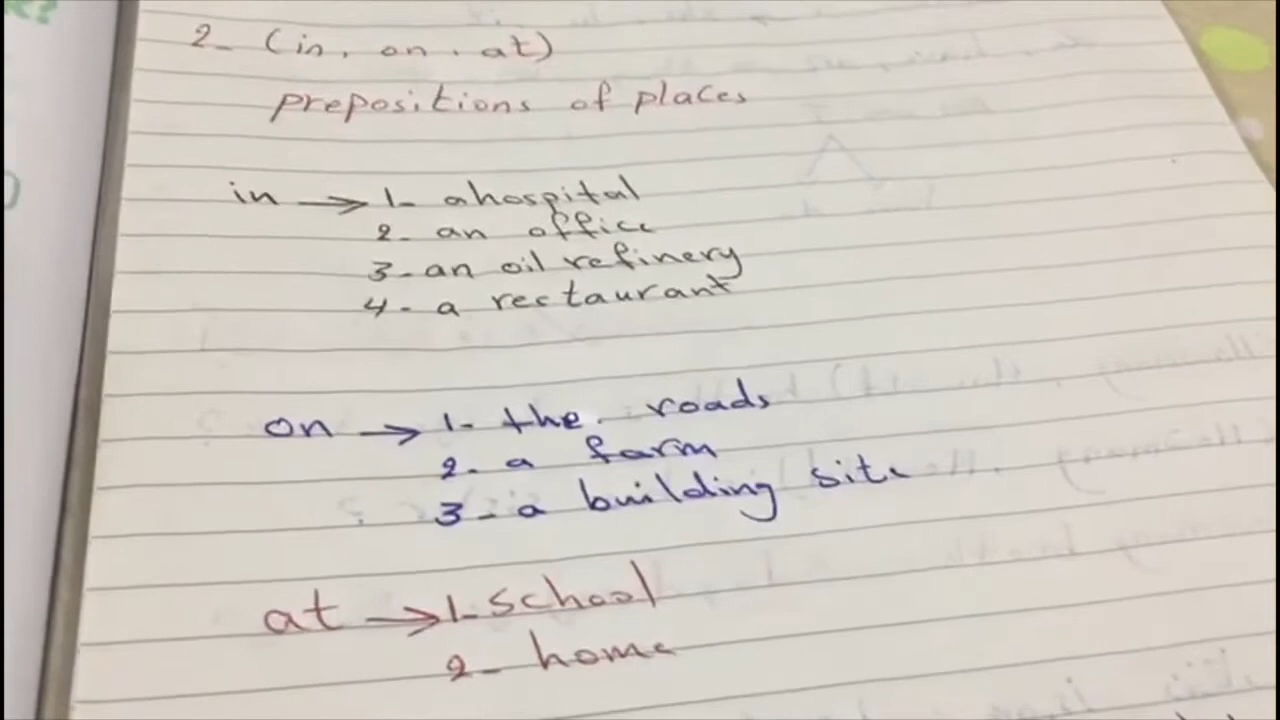 2- (in, on, at)
prepositions of places
in → 1- a hospital
2- an office
3- an oil refinery
4- a restaurant
on → 1- the roads
2- a farm
3- a building site
at → 1- school
2- home